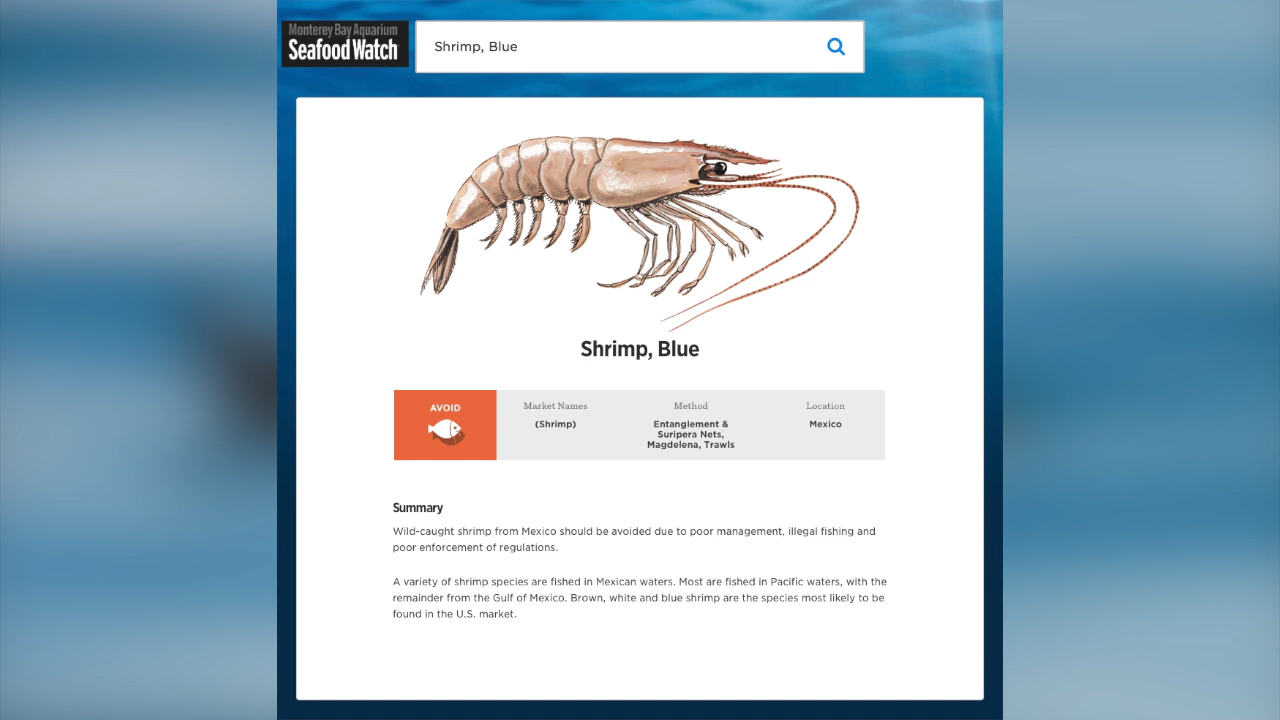 Monterey Bay Aquarium
Seafood Watch
Shrimp, Blue
Shrimp, Blue
AVOID
Market Names
(Shrimp)
Method
Entanglement &
Suripera Nets,
Magdelena, Trawls
Location
Mexico
Summary
Wild-caught shrimp from Mexico should be avoided due to poor management, illegal fishing and
poor enforcement of regulations.
A variety of shrimp species are fished in Mexican waters. Most are fished in Pacific waters, with the
remainder from the Gulf of Mexico. Brown, white and blue shrimp are the species most likely to be
found in the U.S. market.